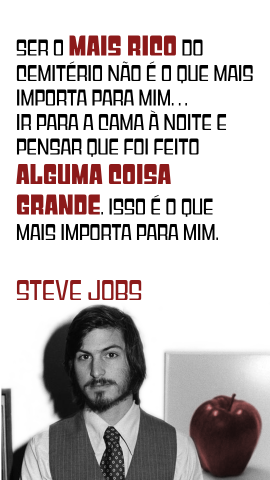 SER O MAIS RICO DO
CEMITÉRIO NÃO É O QUE MAIS
IMPORTA PARA MIM...
IR PARA A CAMA À NOITE E
PENSAR QUE FOI FEITO
ALGUMA COISA
GRANDE. ISSO É O QUE
MAIS IMPORTA PARA MIM.
STEVE JOBS